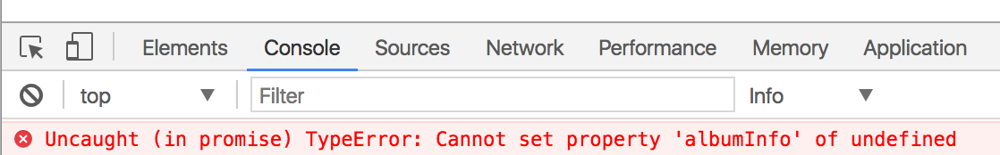 Elements Console Sources Network Performance Memory Application
top Filter Info
Uncaught (in promise) TypeError: Cannot set property 'albumInfo' of undefined